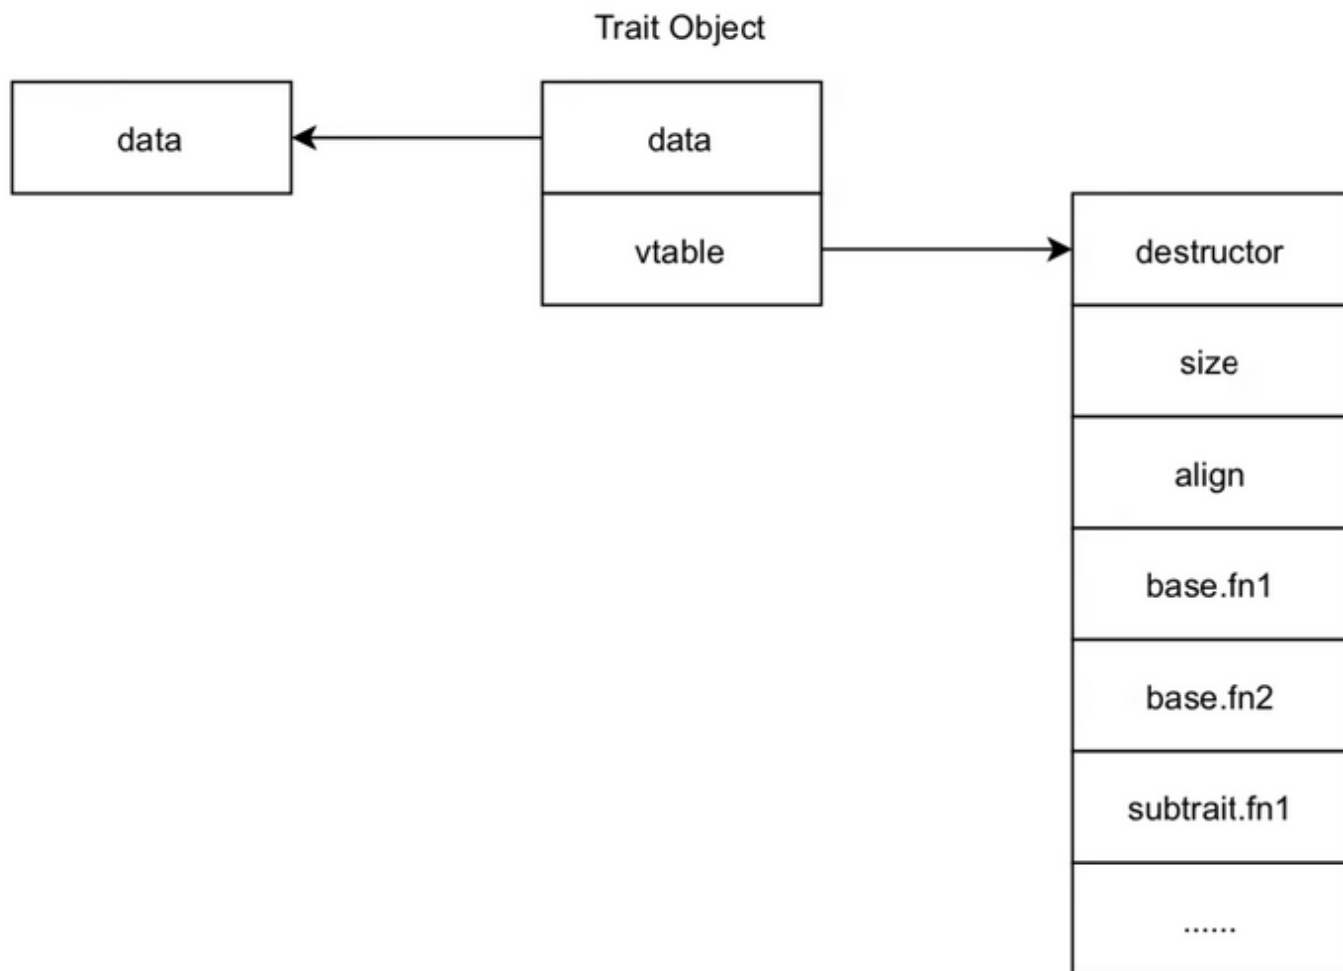 Trait Object
data
data
vtable
destructor
size
align
base.fn1
base.fn2
subtrait.fn1
......